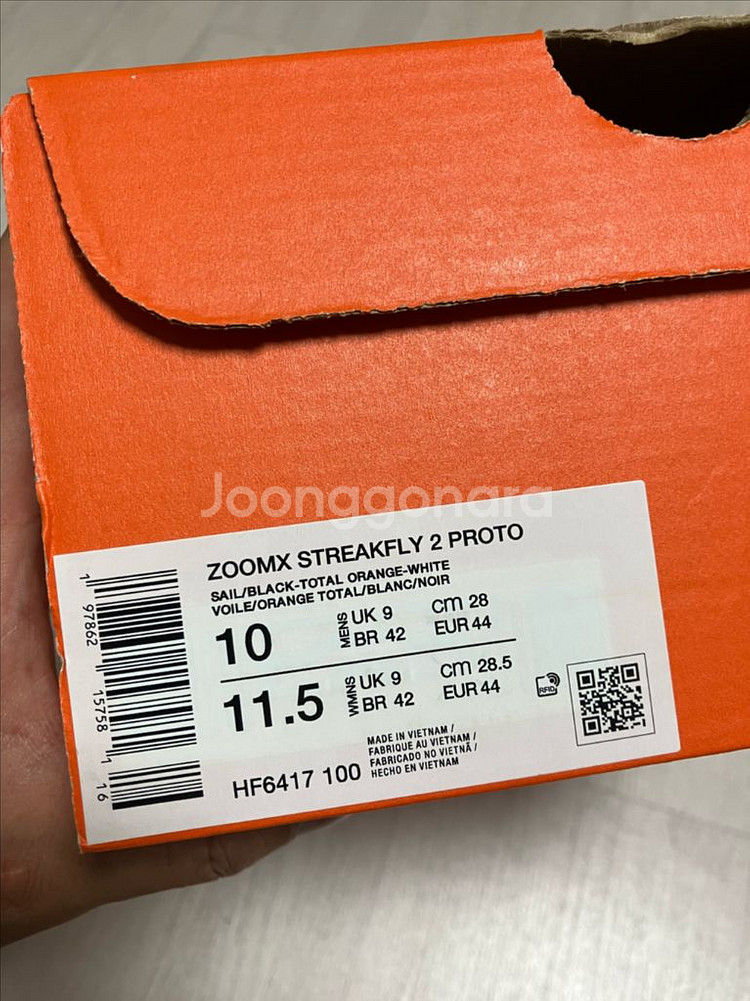 Joonggonara
ZOOMX STREAKFLY 2 PROTO
SAIL/BLACK-TOTAL ORANGE-WHITE
VOILE/ORANGE TOTAL/BLANC/NOIR
10
MENS
UK 9
BR 42
CM 28
EUR 44
11.5
WMNS
UK 9
BR 42
CM 28.5
EUR 44
RFID
HF6417 100
MADE IN VIETNAM /
FABRIQUE AU VIETNAM /
FABRICADO NO VIETNÃ /
HECHO EN VIETNAM
1 97862 15758 1 16